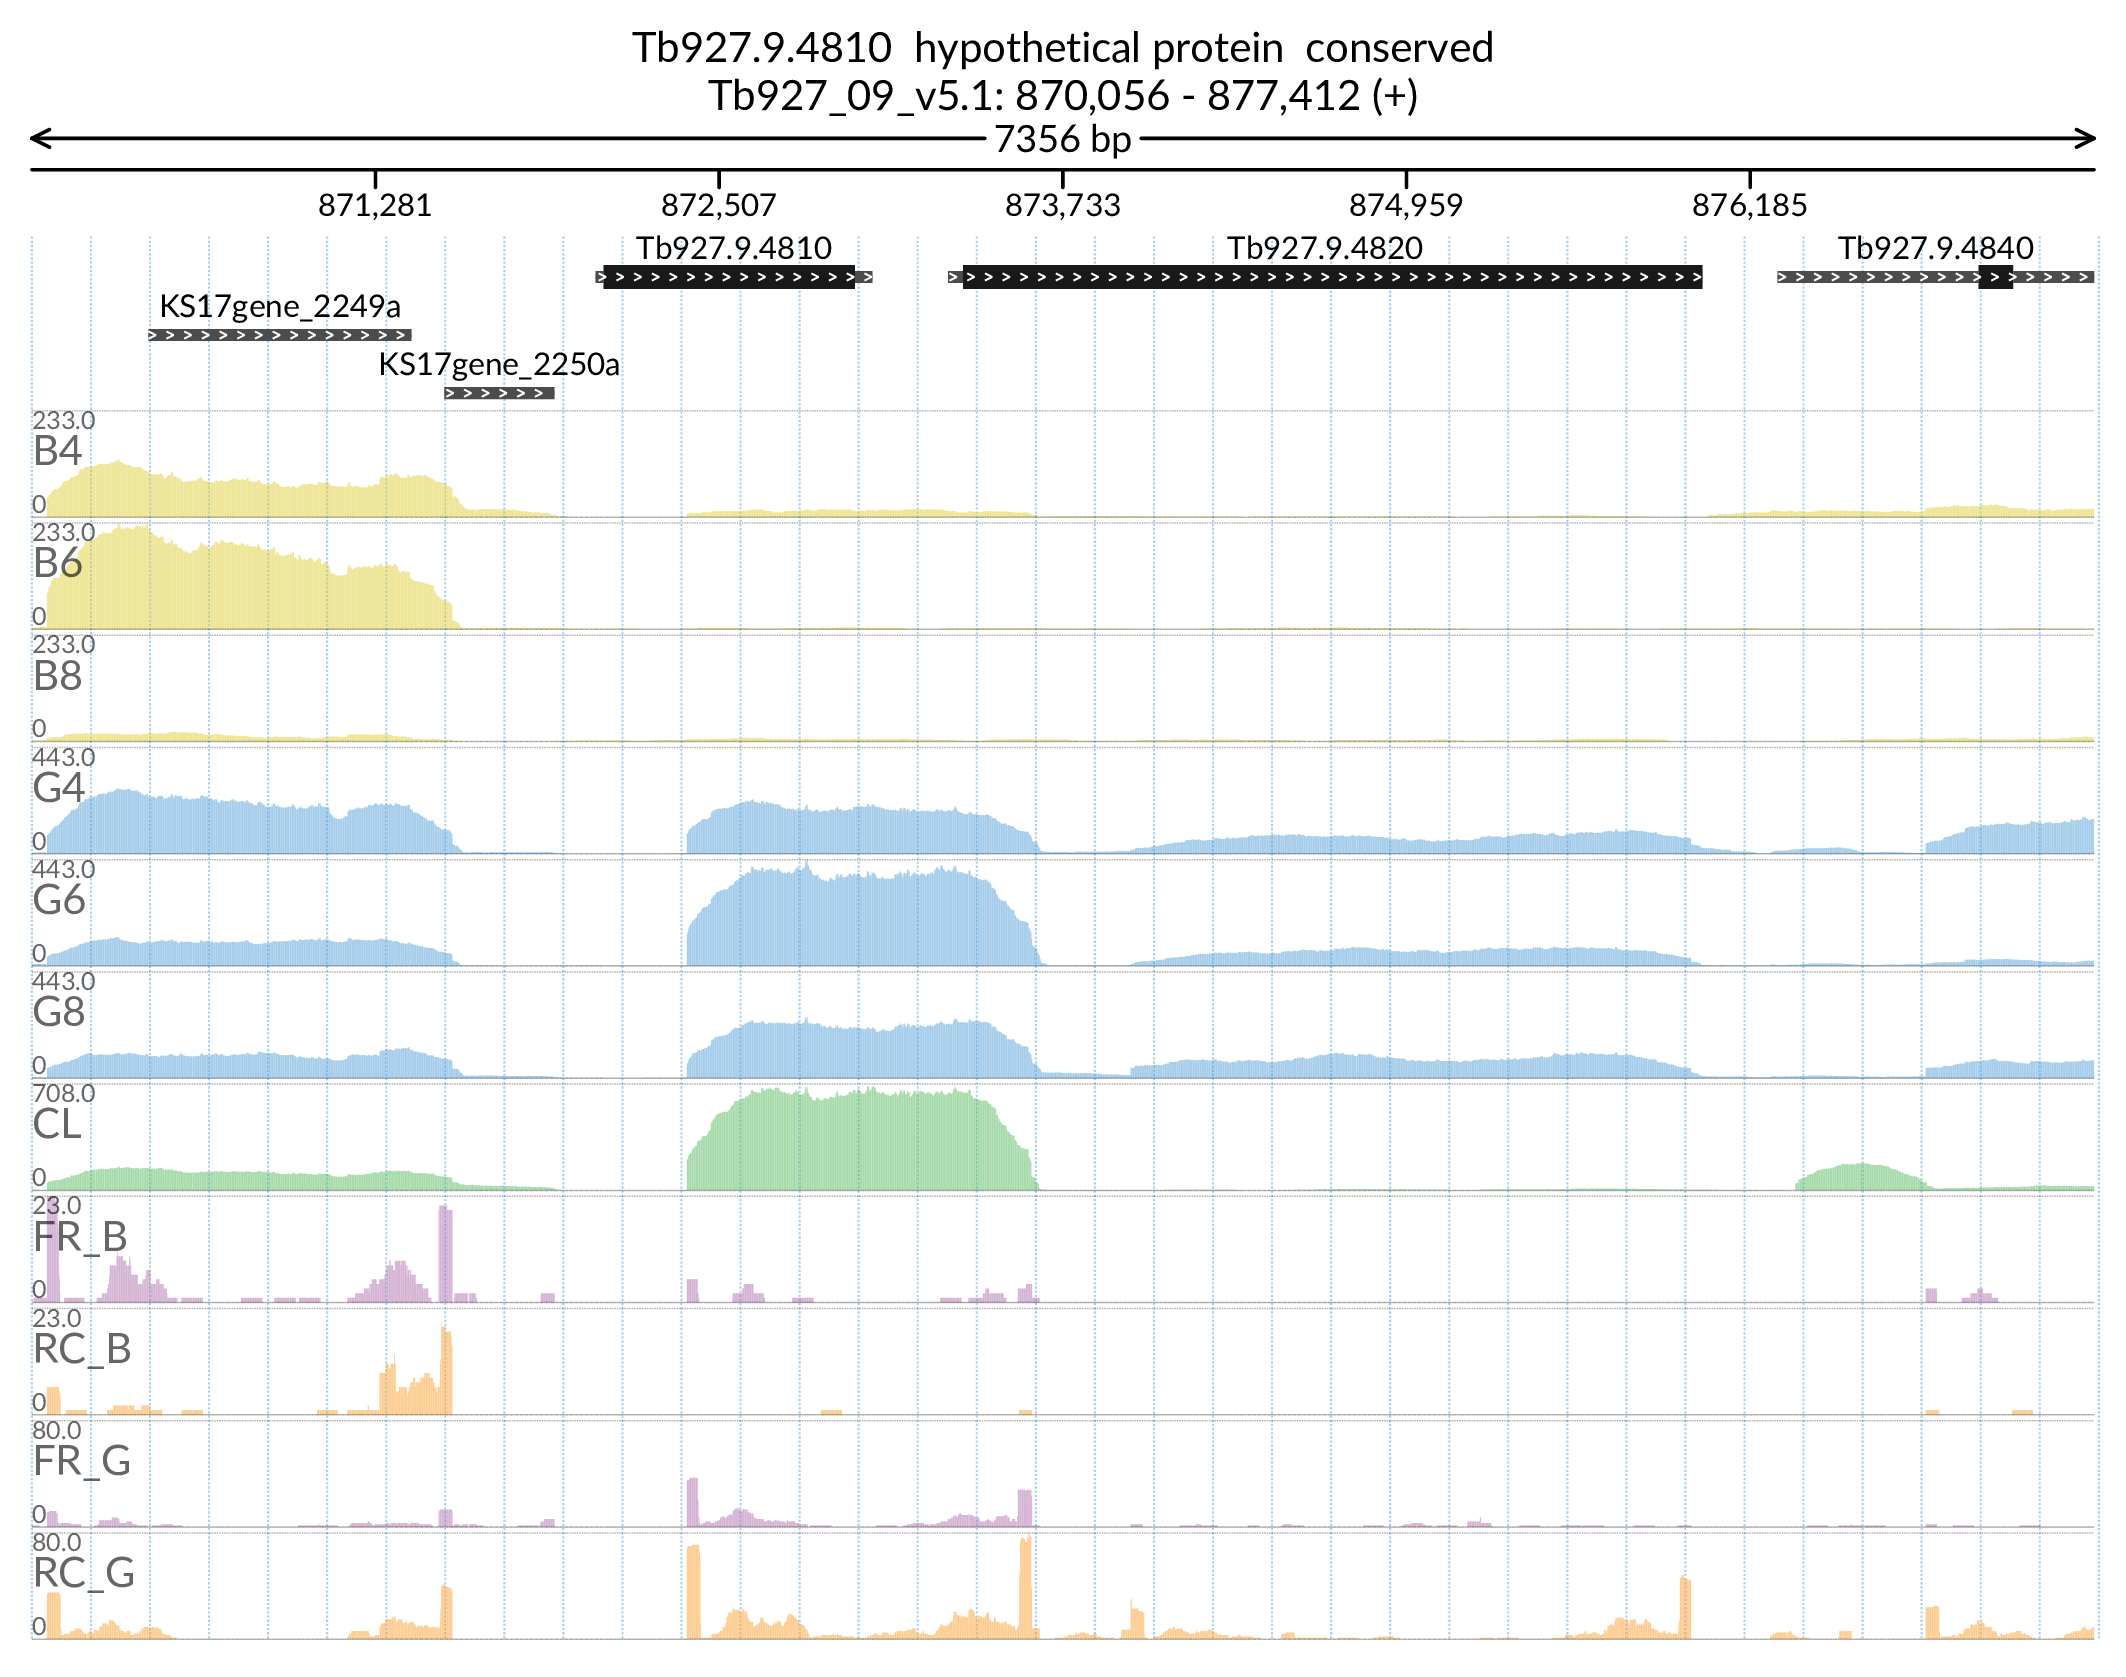 Tb927.9.4810 hypothetical protein conserved
Tb927_09_v5.1: 870,056 - 877,412 (+)
7356 bp
871,281 872,507 873,733 874,959 876,185
Tb927.9.4810 Tb927.9.4820 Tb927.9.4840
KS17gene_2249a
KS17gene_2250a
233.0
B4
0
233.0
B6
0
233.0
B8
0
443.0
G4
0
443.0
G6
0
443.0
G8
0
708.0
CL
0
23.0
FR_B
0
23.0
RC_B
0
80.0
FR_G
0
80.0
RC_G
0